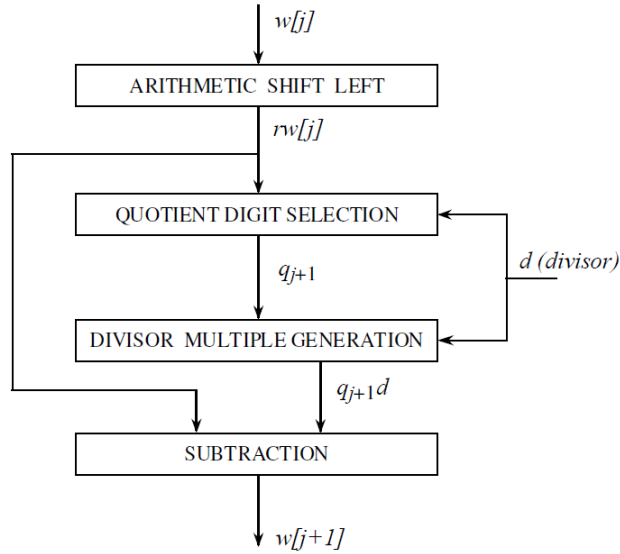 w[j]
ARITHMETIC SHIFT LEFT
rw[j]
QUOTIENT DIGIT SELECTION
q_{j+1}
d (divisor)
DIVISOR MULTIPLE GENERATION
q_{j+1}d
SUBTRACTION
w[j+1]